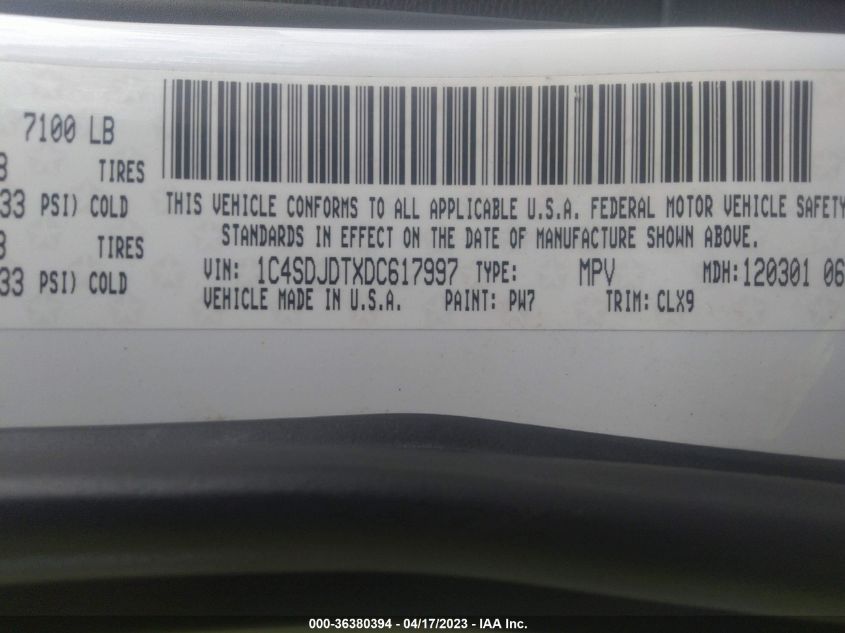 7100 LB
TIRES
33 PSI) COLD
TIRES
33 PSI) COLD
THIS VEHICLE CONFORMS TO ALL APPLICABLE U.S.A. FEDERAL MOTOR VEHICLE SAFETY
STANDARDS IN EFFECT ON THE DATE OF MANUFACTURE SHOWN ABOVE.
VIN: 1C4SDJDTXDC617997 TYPE: MPV MDH: 120301 06
VEHICLE MADE IN U.S.A. PAINT: PW7 TRIM: CLX9
000-36380394 - 04/17/2023 - IAA Inc.